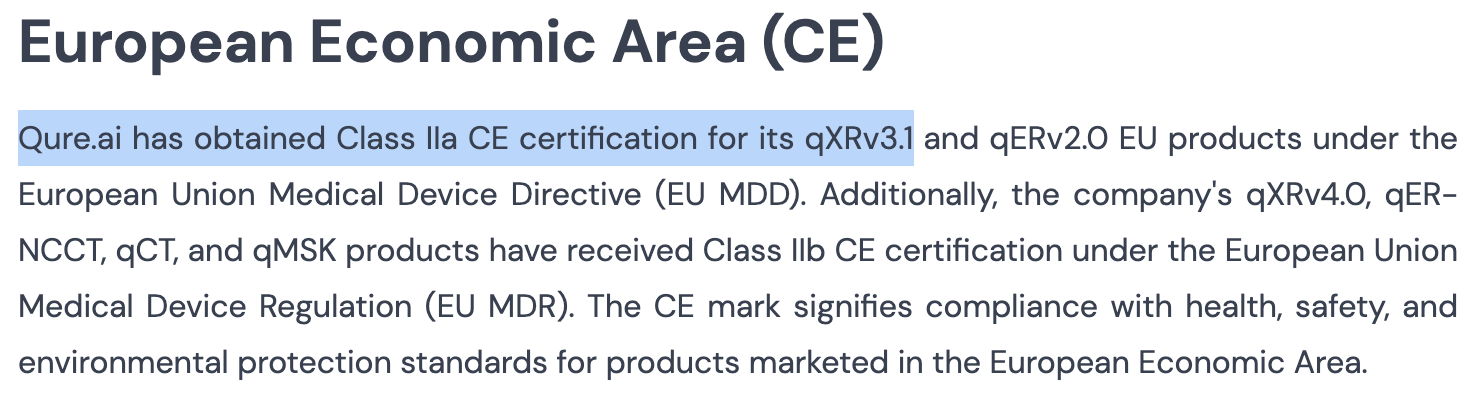 European Economic Area (CE)
Qure.ai has obtained Class IIa CE certification for its qXRv3.1 and qERv2.0 EU products under the
European Union Medical Device Directive (EU MDD). Additionally, the company's qXRv4.0, qER-
NCCT, qCT, and qMSK products have received Class IIb CE certification under the European Union
Medical Device Regulation (EU MDR). The CE mark signifies compliance with health, safety, and
environmental protection standards for products marketed in the European Economic Area.